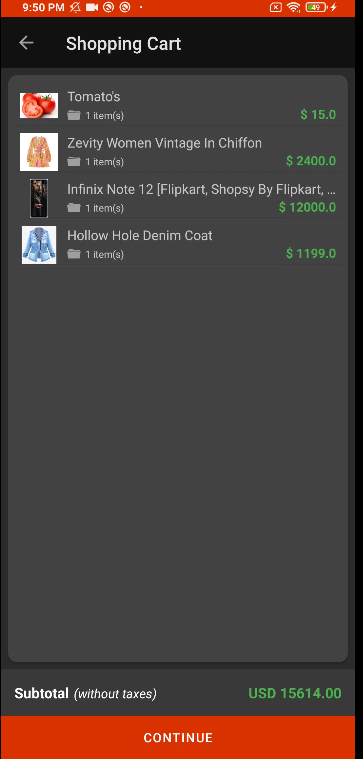 9:50 PM
49
Shopping Cart
Tomato's
1 item(s)
$ 15.0
Zevity Women Vintage In Chiffon
1 item(s)
$ 2400.0
Infinix Note 12 [Flipkart, Shopsy By Flipkart, ...
1 item(s)
$ 12000.0
Hollow Hole Denim Coat
1 item(s)
$ 1199.0
Subtotal (without taxes) USD 15614.00
CONTINUE